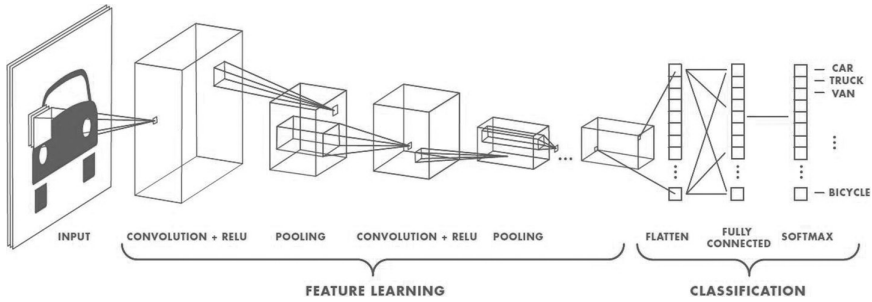 CAR
TRUCK
VAN
BICYCLE
INPUT
CONVOLUTION + RELU
POOLING
CONVOLUTION + RELU
POOLING
FLATTEN
FULLY
CONNECTED
SOFTMAX
FEATURE LEARNING
CLASSIFICATION